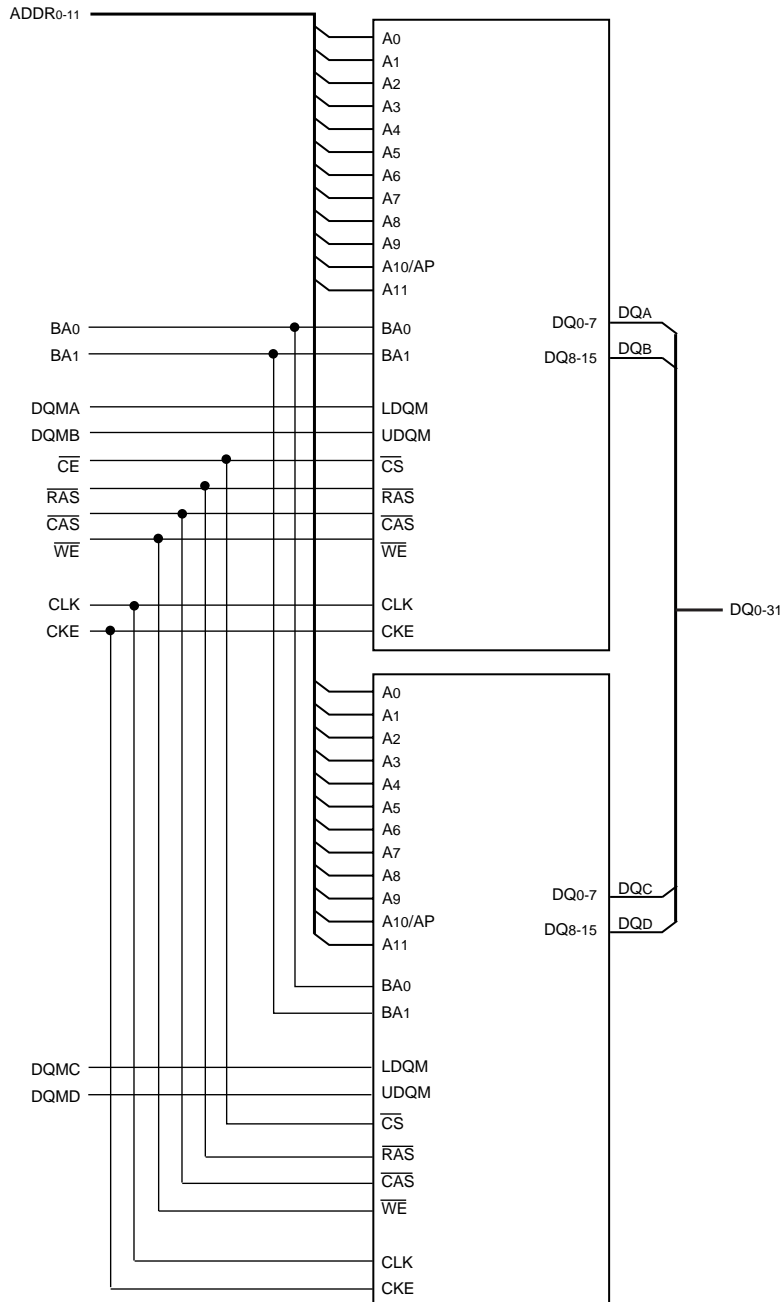 ADDR0-11
A0
A1
A2
A3
A4
A5
A6
A7
A8
A9
A10/AP
A11
BA0 BA0
BA1 BA1
DQ0-7 DQA
DQ8-15 DQB
DQMA LDQM
DQMB UDQM
CE CS
RAS RAS
CAS CAS
WE WE
CLK CLK
CKE CKE
DQ0-31
A0
A1
A2
A3
A4
A5
A6
A7
A8
A9
A10/AP
A11
DQ0-7 DQC
DQ8-15 DQD
BA0
BA1
DQMC LDQM
DQMD UDQM
CS
RAS
CAS
WE
CLK
CKE